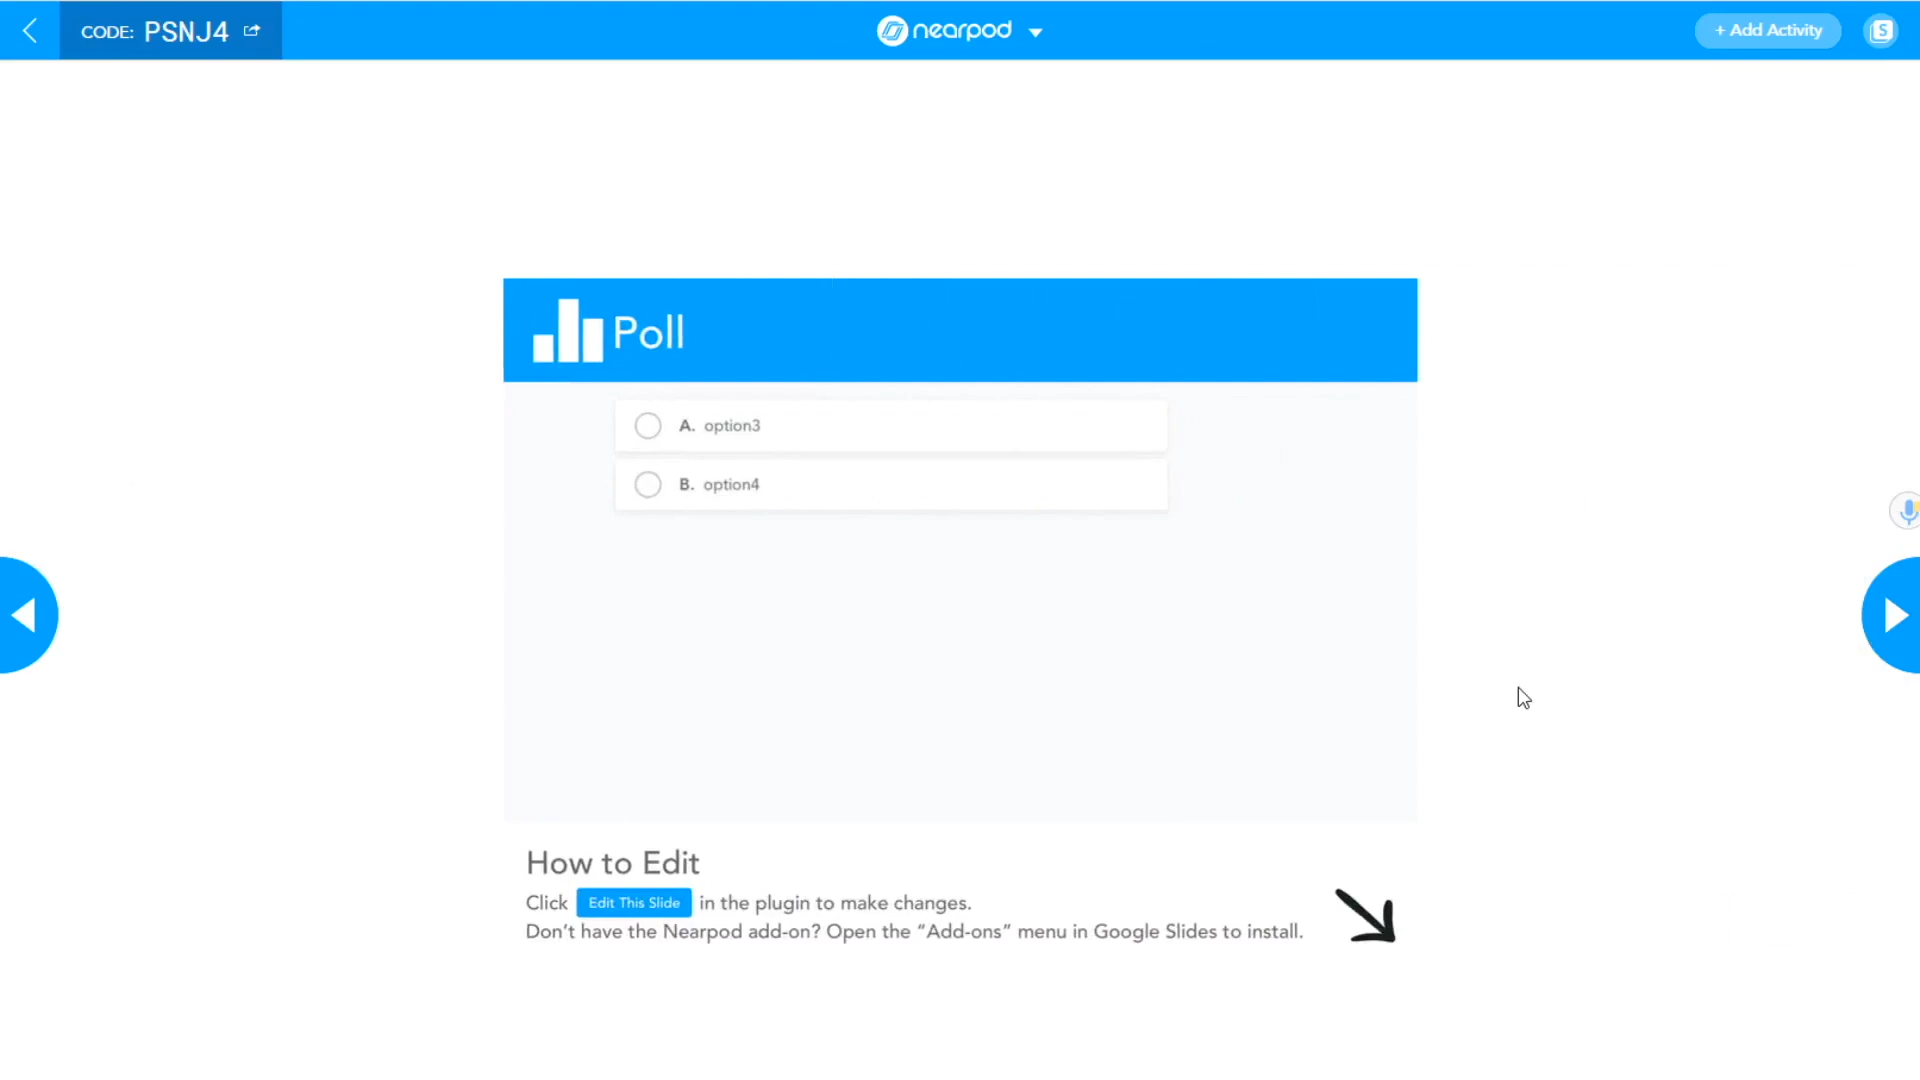 CODE: PSNJ4
nearpod
+ Add Activity
S
Poll
A. option3
B. option4
How to Edit
Click Edit This Slide in the plugin to make changes.
Don't have the Nearpod add-on? Open the “Add-ons” menu in Google Slides to install.